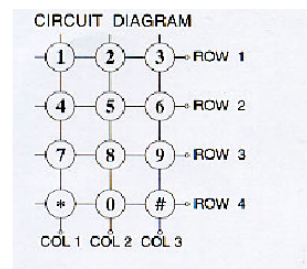 CIRCUIT DIAGRAM
1 2 3 ROW 1
4 5 6 ROW 2
7 8 9 ROW 3
* 0 # ROW 4
COL 1 COL 2 COL 3